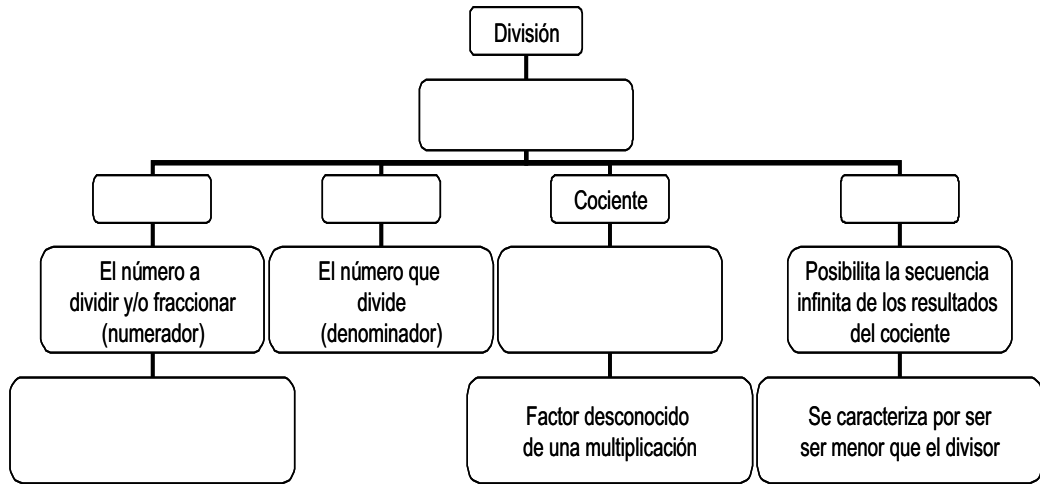 División
Cociente
El número a
dividir y/o fraccionar
(numerador)
El número que
divide
(denominador)
Posibilita la secuencia
infinita de los resultados
del cociente
Factor desconocido
de una multiplicación
Se caracteriza por ser
ser menor que el divisor